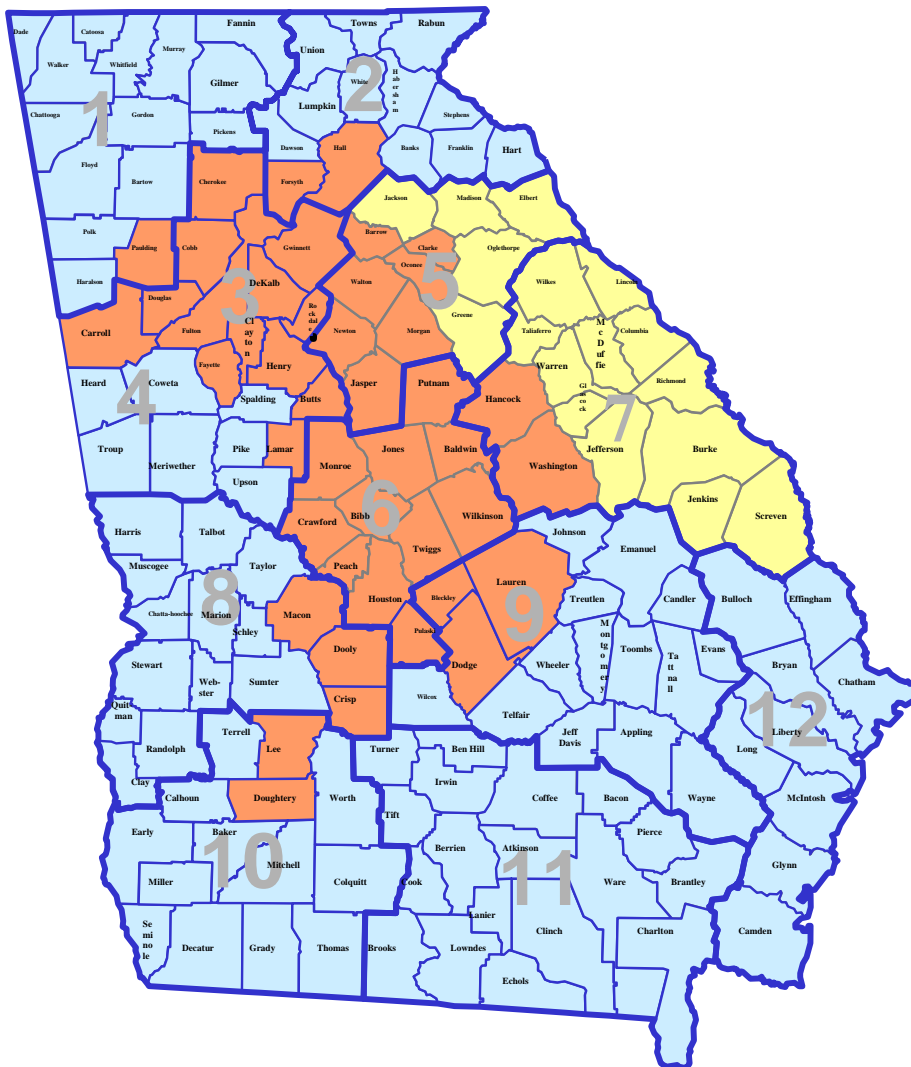 Fannin
Towns
Rabun
Dade
Catoosa
Murray
Union
Walker
Whitfield
Gilmer
White
Habersham
Lumpkin
2
Chattooga
1
Gordon
Stephens
Pickens
Dawson
Hall
Banks
Franklin
Hart
Floyd
Bartow
Cherokee
Forsyth
Jackson
Madison
Elbert
Polk
Paulding
Cobb
Gwinnett
Barrow
Clarke
Oglethorpe
Oconee
Haralson
DeKalb
Walton
5
Wilkes
Lincoln
Douglas
3
Rockdale
Greene
Carroll
Fulton
Clayton
Newton
Morgan
Taliaferro
McDuffie
Columbia
Fayette
Henry
Warren
Richmond
Heard
Coweta
Jasper
Putnam
4
Spalding
Butts
Hancock
Glascock
7
Troup
Meriwether
Pike
Lamar
Jones
Baldwin
Jefferson
Burke
Monroe
Washington
Upson
Jenkins
Screven
Harris
Talbot
Crawford
Bibb
6
Wilkinson
Johnson
Emanuel
Twiggs
Muscogee
Taylor
Peach
Lauren
Chatta-hoochee
8
Marion
Macon
Houston
Bleckley
9
Treutlen
Candler
Bulloch
Effingham
Schley
Pulaski
Montgomery
Stewart
Dooly
Dodge
Wheeler
Toombs
Tattnall
Evans
Web-
ster
Sumter
Bryan
Chatham
Quit
man
Crisp
Wilcox
Telfair
Jeff
Davis
Appling
12
Liberty
Terrell
Lee
Randolph
Turner
Ben Hill
Long
Clay
Calhoun
Doughtery
Worth
Irwin
Coffee
Bacon
Wayne
McIntosh
Tift
Early
Baker
Pierce
10
Mitchell
Berrien
Atkinson
11
Glynn
Miller
Colquitt
Cook
Ware
Brantley
Lanier
Seminole
Decatur
Grady
Thomas
Brooks
Lowndes
Clinch
Charlton
Camden
Echols